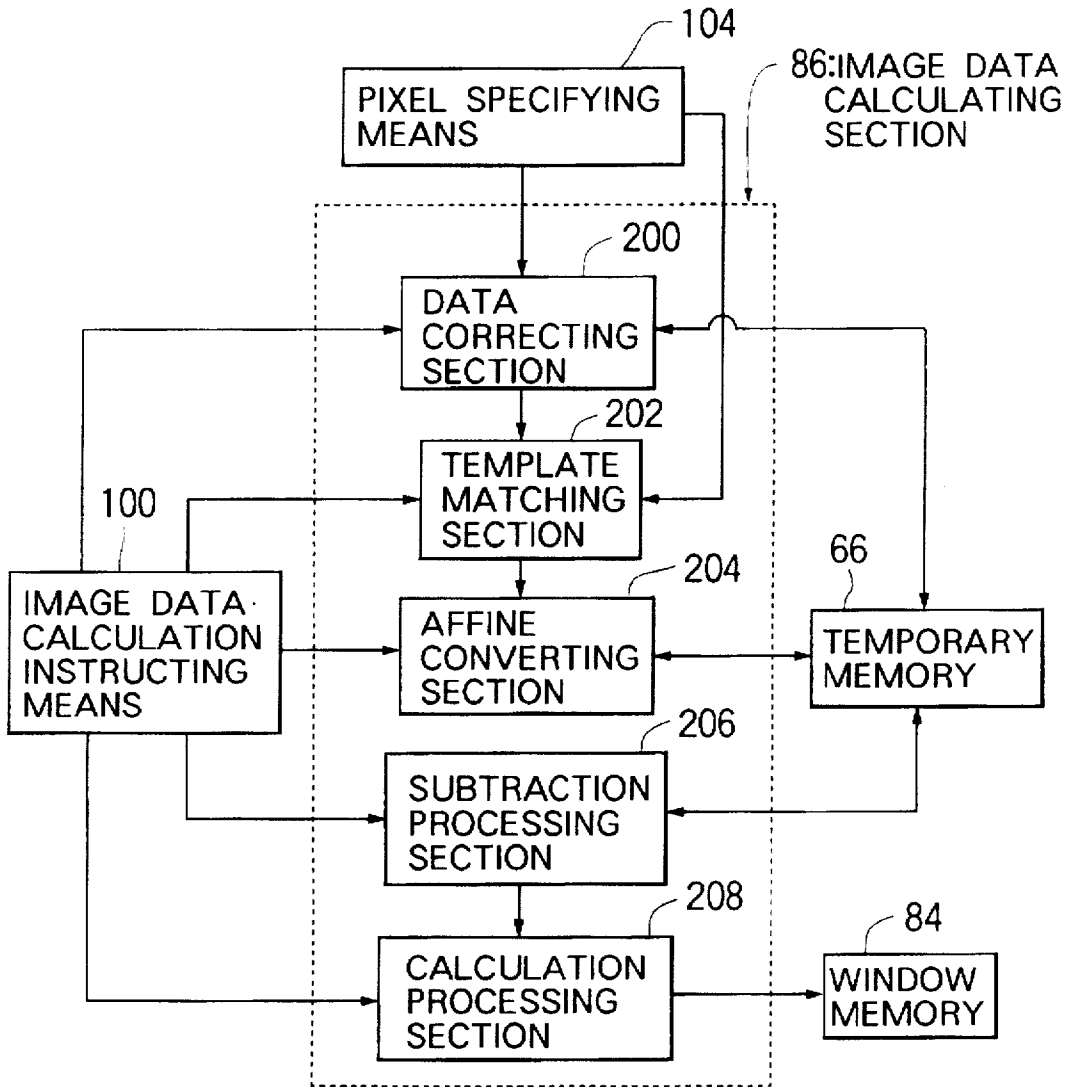 104
86:IMAGE DATA
CALCULATING
SECTION
PIXEL SPECIFYING
MEANS
200
DATA
CORRECTING
SECTION
202
TEMPLATE
MATCHING
SECTION
100
IMAGE DATA
CALCULATION
INSTRUCTING
MEANS
204
AFFINE
CONVERTING
SECTION
66
TEMPORARY
MEMORY
206
SUBTRACTION
PROCESSING
SECTION
208
CALCULATION
PROCESSING
SECTION
84
WINDOW
MEMORY